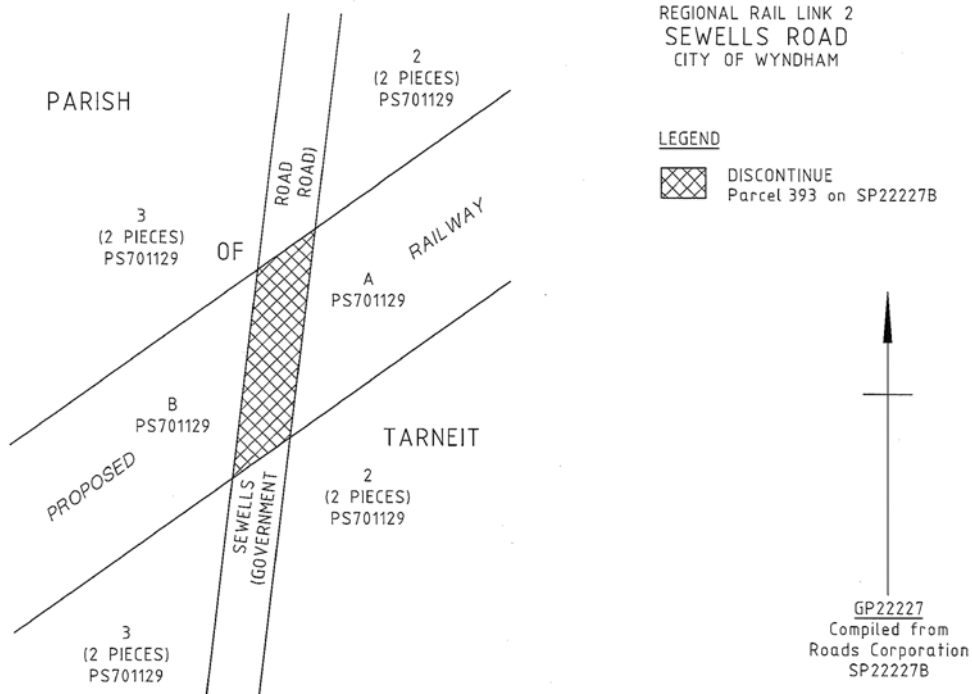 REGIONAL RAIL LINK 2
SEWELLS ROAD
CITY OF WYNDHAM
LEGEND
DISCONTINUE
Parcel 393 on SP22227B
2
(2 PIECES)
PS701129
PARISH
ROAD
ROAD)
3
(2 PIECES)
PS701129
OF
RAILWAY
A
PS701129
B
PS701129
TARNEIT
PROPOSED
SEWELLS
(GOVERNMENT
2
(2 PIECES)
PS701129
3
(2 PIECES)
PS701129
GP22227
Compiled from
Roads Corporation
SP22227B